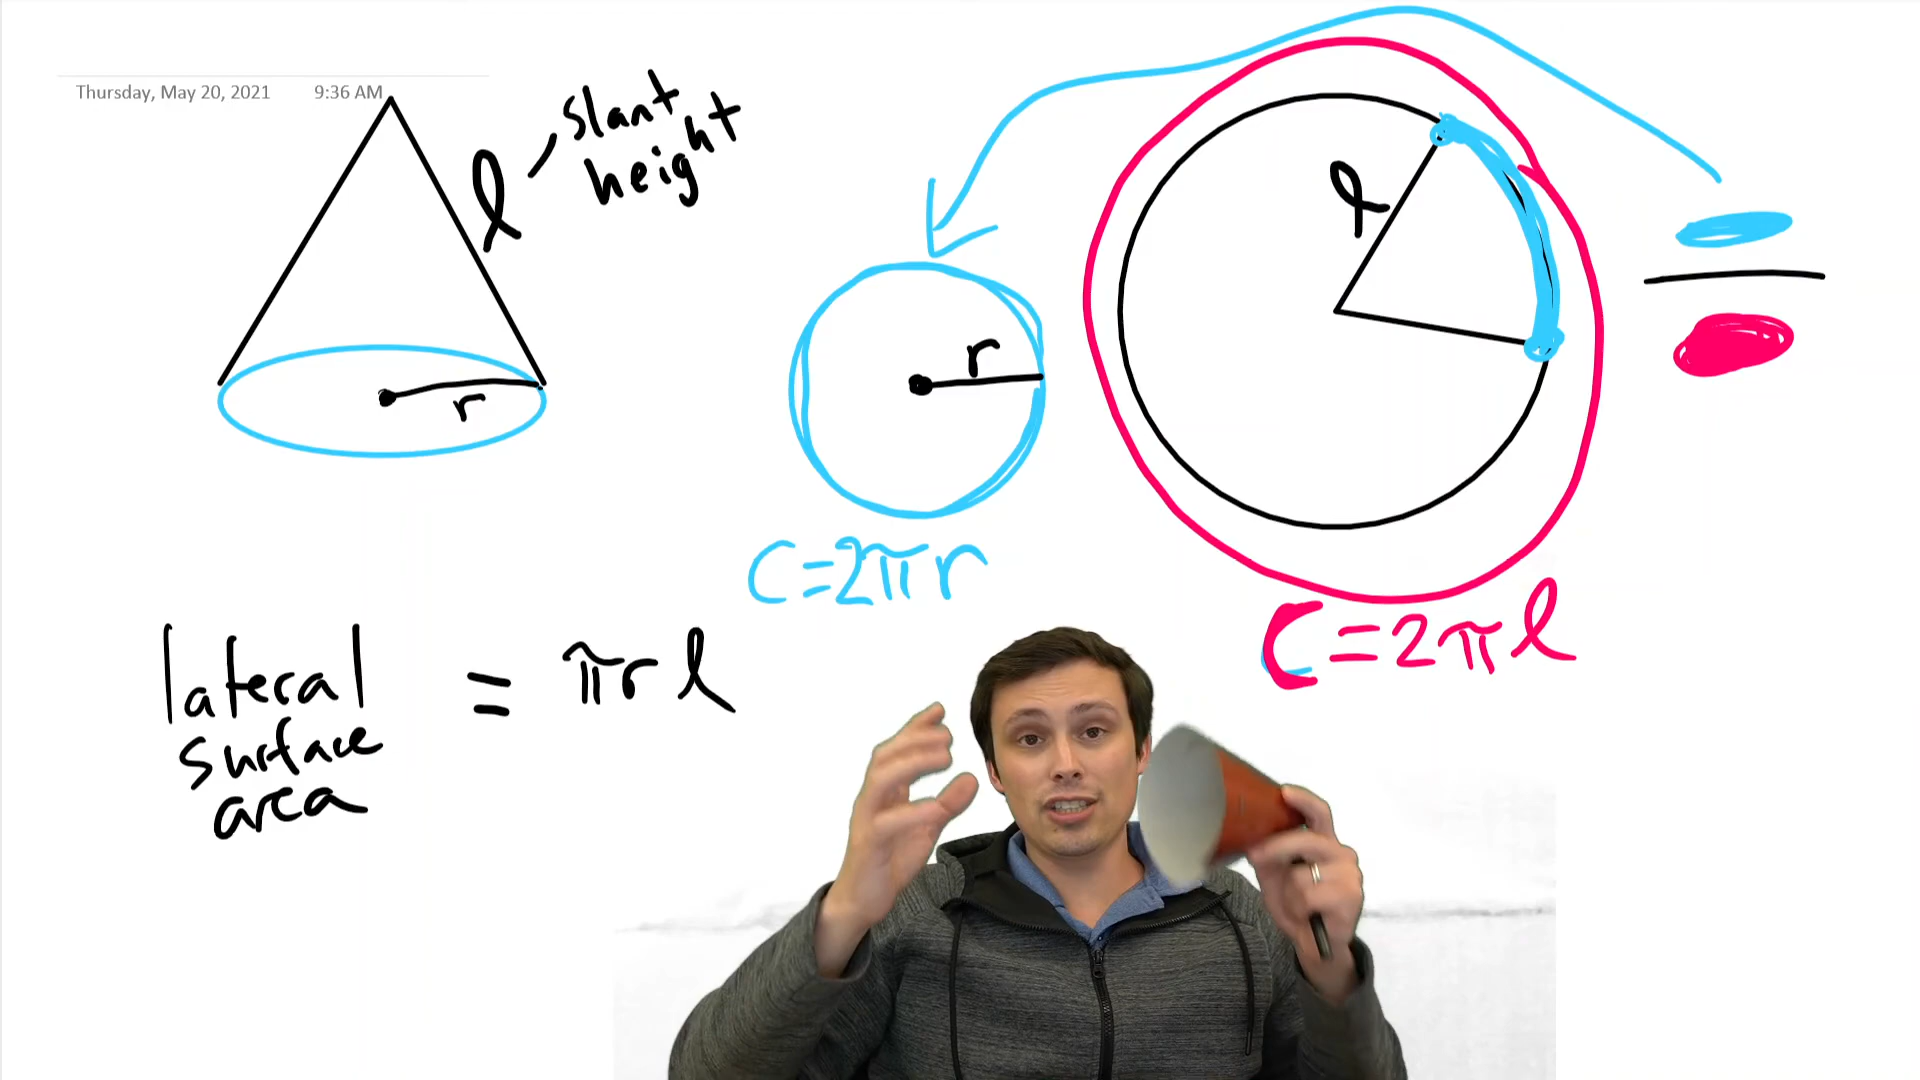 Thursday, May 20, 2021 9:36 AM
l
slant
height
r
r
l
C=2πr
C=2πl
lateral
surface
area
= πrl